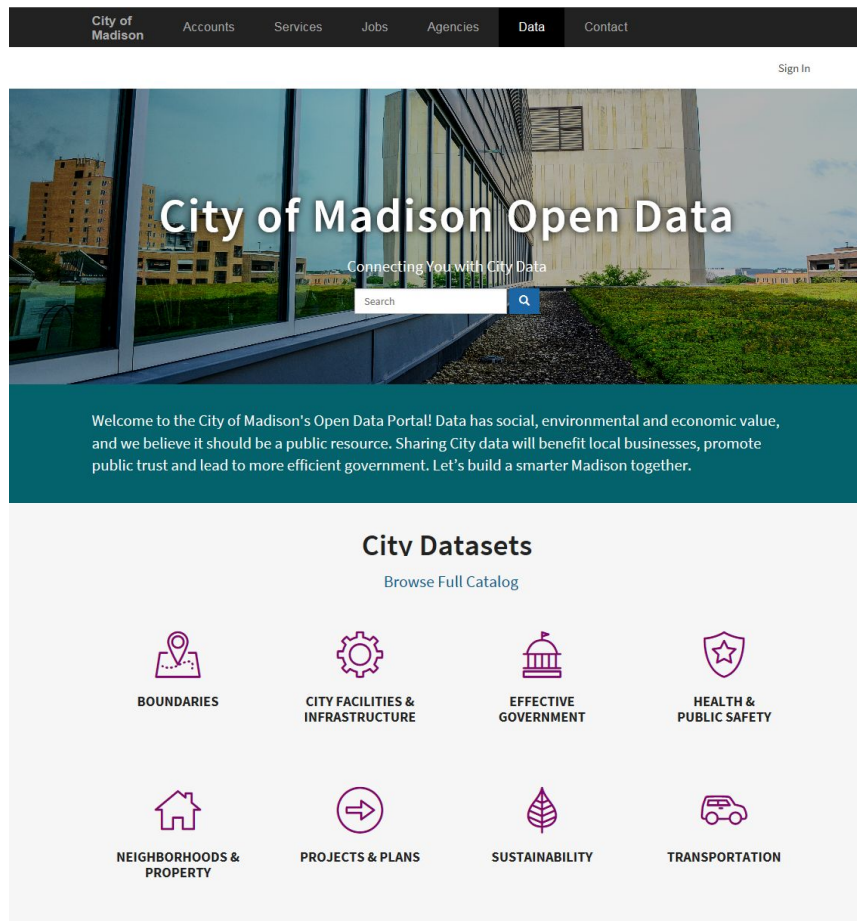 City of
Madison
Accounts
Services
Jobs
Agencies
Data
Contact
Sign In
City of Madison Open Data
Connecting You with City Data
Search
Welcome to the City of Madison's Open Data Portal! Data has social, environmental and economic value,
and we believe it should be a public resource. Sharing City data will benefit local businesses, promote
public trust and lead to more efficient government. Let's build a smarter Madison together.
City Datasets
Browse Full Catalog
BOUNDARIES
CITY FACILITIES &
INFRASTRUCTURE
EFFECTIVE
GOVERNMENT
HEALTH &
PUBLIC SAFETY
NEIGHBORHOODS &
PROPERTY
PROJECTS & PLANS
SUSTAINABILITY
TRANSPORTATION